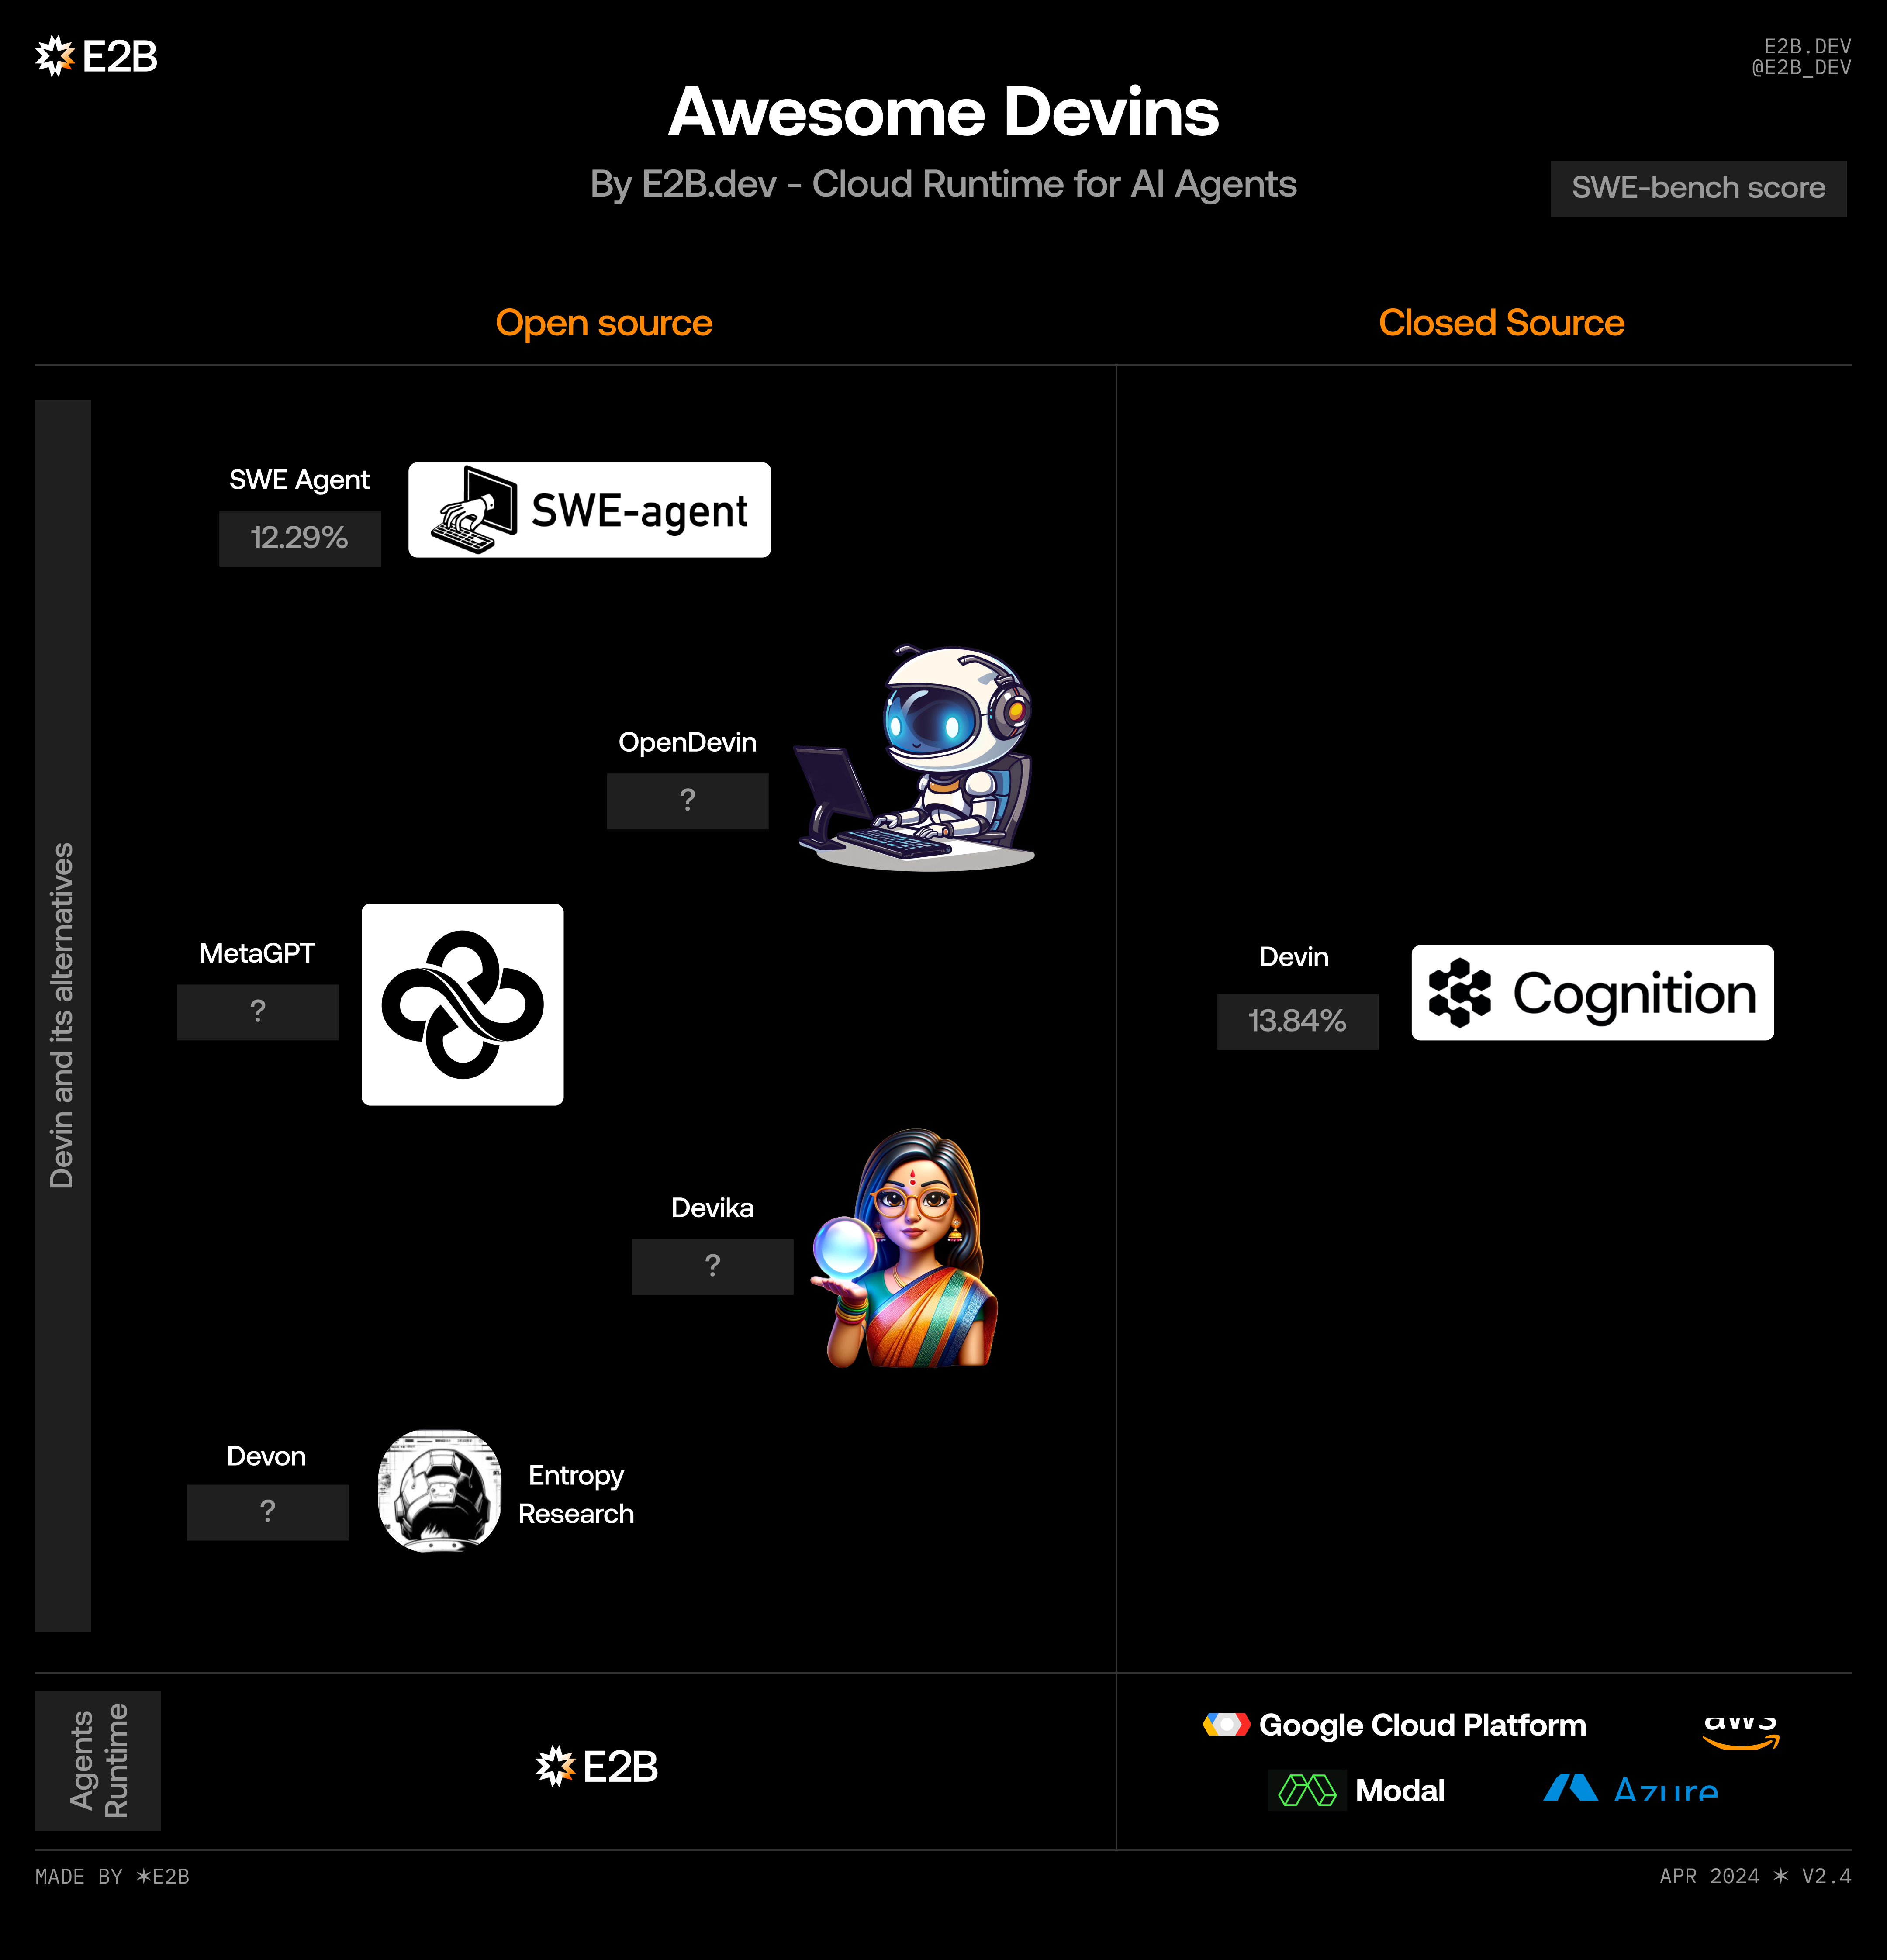 E2B
E2B.DEV
@E2B_DEV
Awesome Devins
By E2B.dev - Cloud Runtime for AI Agents
SWE-bench score
Open source
Closed Source
Devin and its alternatives
SWE Agent
12.29%
SWE-agent
OpenDevin
?
MetaGPT
?
Devin
13.84%
Cognition
Devika
?
Devon
?
Entropy
Research
Agents
Runtime
E2B
Google Cloud Platform
aws
Modal
Azure
MADE BY ✶E2B
APR 2024 ✶ V2.4